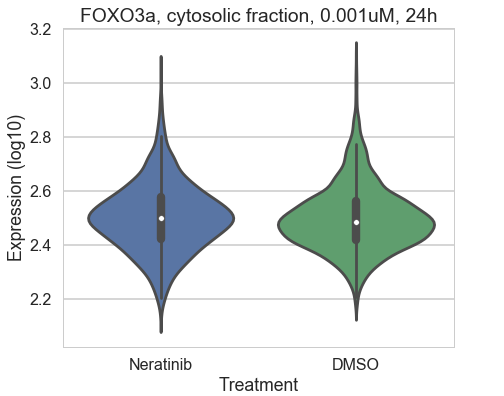 FOXO3a, cytosolic fraction, 0.001uM, 24h
3.2
3.0
2.8
2.6
2.4
2.2
Expression (log10)
Neratinib DMSO
Treatment